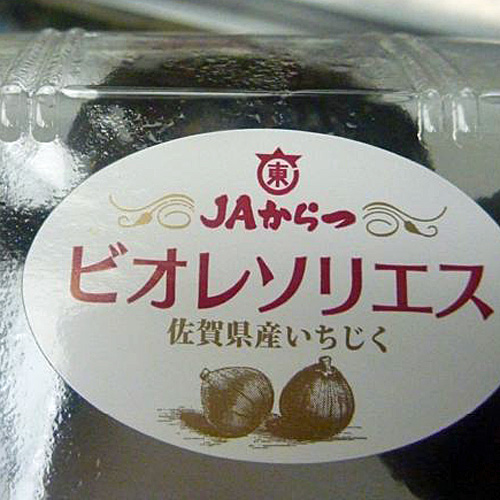 東
JAからつ
ビオレソリエス
佐賀県産いちじく